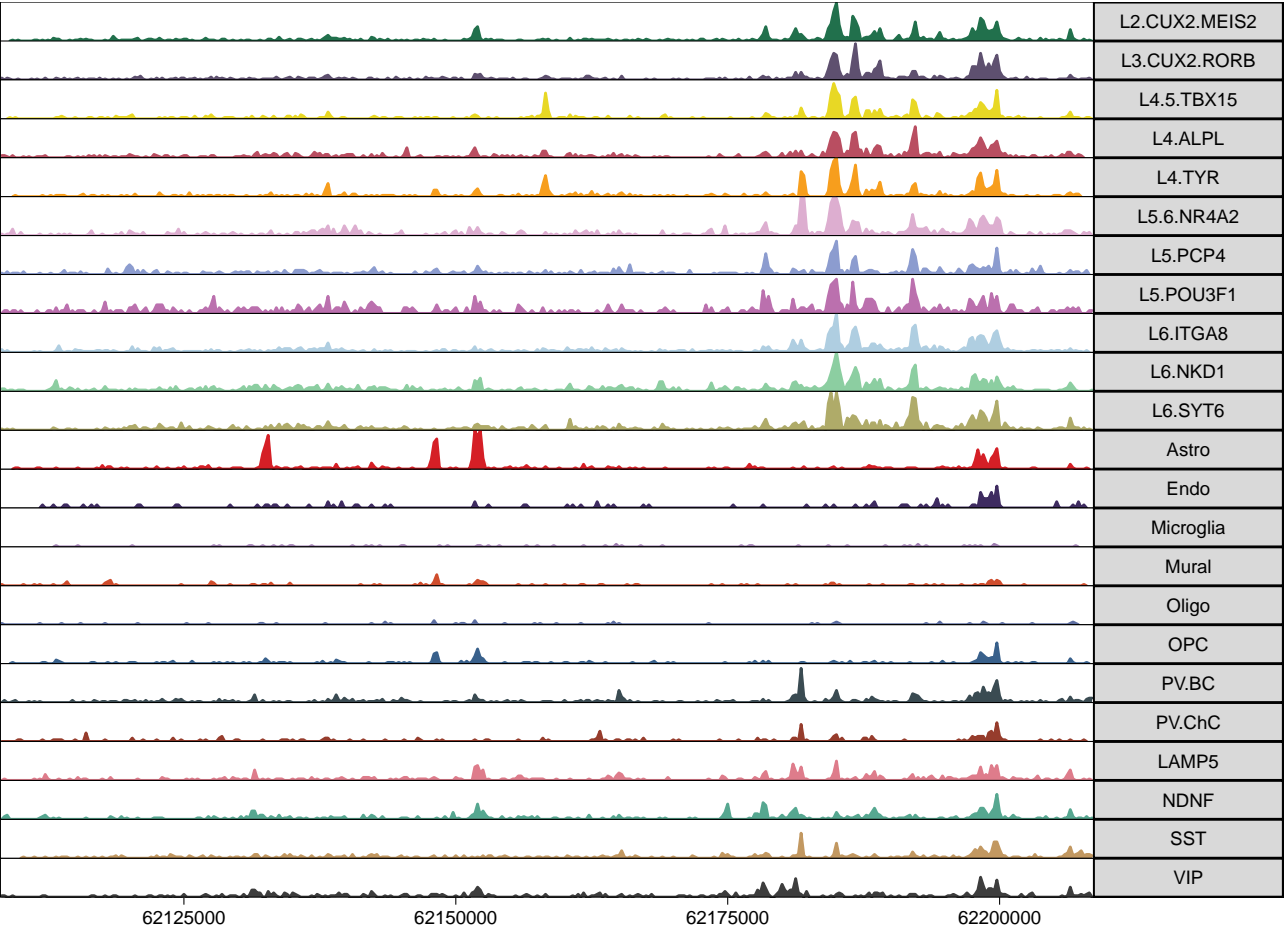 L2.CUX2.MEIS2
L3.CUX2.RORB
L4.5.TBX15
L4.ALPL
L4.TYR
L5.6.NR4A2
L5.PCP4
L5.POU3F1
L6.ITGA8
L6.NKD1
L6.SYT6
Astro
Endo
Microglia
Mural
Oligo
OPC
PV.BC
PV.ChC
LAMP5
NDNF
SST
VIP
62125000 62150000 62175000 62200000